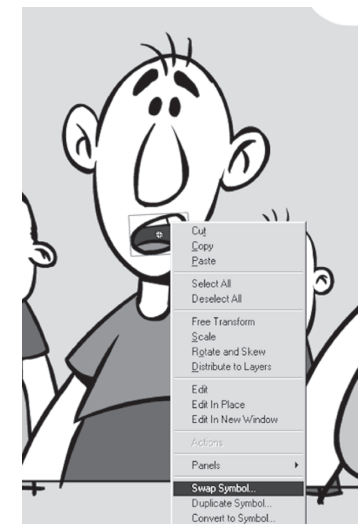 Cut
Copy
Paste
Select All
Deselect All
Free Transform
Scale
Rotate and Skew
Distribute to Layers
Edit
Edit In Place
Edit In New Window
Actions
Panels
Swap Symbol...
Duplicate Symbol...
Convert to Symbol...